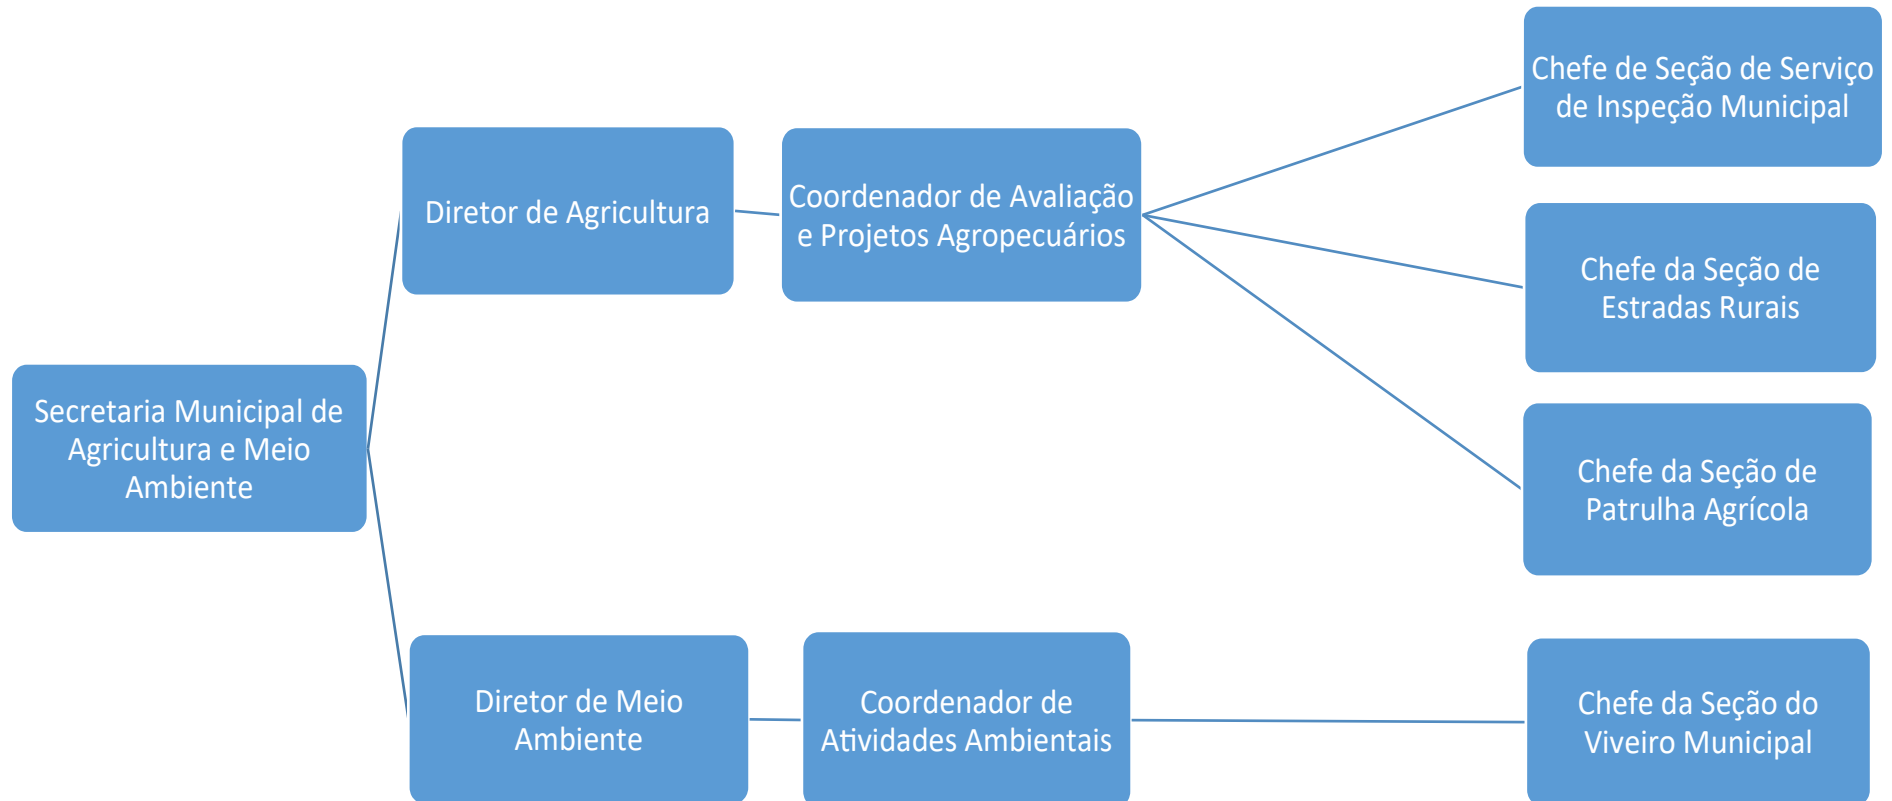 Chefe de Seção de Serviço
de Inspeção Municipal
Diretor de Agricultura
Coordenador de Avaliação
e Projetos Agropecuários
Chefe da Seção de
Estradas Rurais
Secretaria Municipal de
Agricultura e Meio
Ambiente
Chefe da Seção de
Patrulha Agrícola
Diretor de Meio
Ambiente
Coordenador de
Atividades Ambientais
Chefe da Seção do
Viveiro Municipal